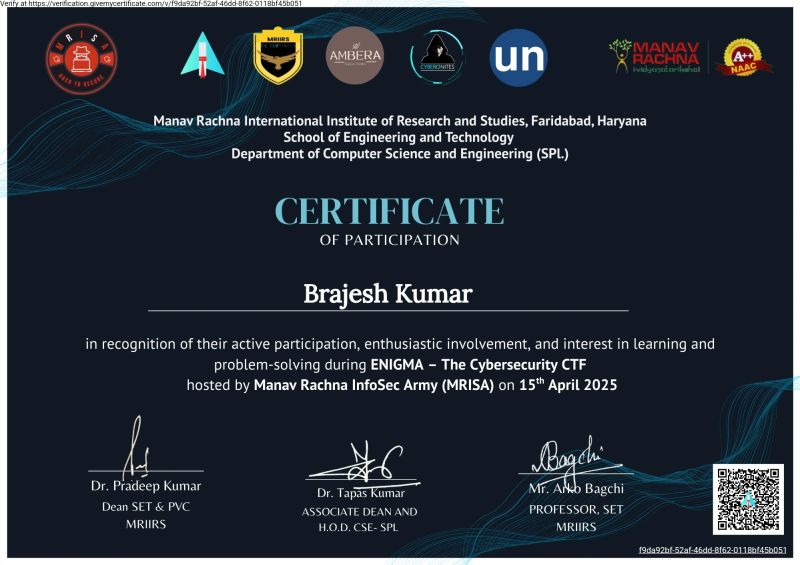 Verify at https://verification.givemycertificate.com/v/f9da92bf-52af-46dd-8f62-0118bf45b051
MRISA
HACK TO SECURE
MRIIRS
AMBERA
CYBERONITES
un
MANAV
RACHNA
vidyanatariksha
A++
NAAC
Manav Rachna International Institute of Research and Studies, Faridabad, Haryana
School of Engineering and Technology
Department of Computer Science and Engineering (SPL)
CERTIFICATE
OF PARTICIPATION
Brajesh Kumar
in recognition of their active participation, enthusiastic involvement, and interest in learning and
problem-solving during ENIGMA – The Cybersecurity CTF
hosted by Manav Rachna InfoSec Army (MRISA) on 15th April 2025
Bagchi
Dr. Pradeep Kumar
Dean SET & PVC
MRIIRS
Dr. Tapas Kumar
ASSOCIATE DEAN AND
H.O.D. CSE- SPL
Mr. Arko Bagchi
PROFESSOR, SET
MRIIRS
f9da92bf-52af-46dd-8f62-0118bf45b051